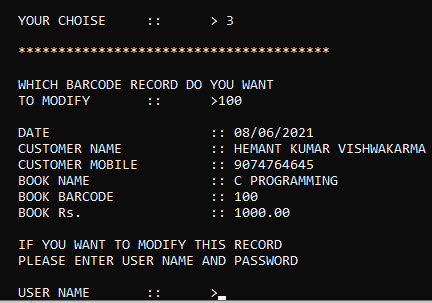 YOUR CHOISE :: > 3
***************************************
WHICH BARCODE RECORD DO YOU WANT
TO MODIFY :: >100
DATE :: 08/06/2021
CUSTOMER NAME :: HEMANT KUMAR VISHWAKARMA
CUSTOMER MOBILE :: 9074764645
BOOK NAME :: C PROGRAMMING
BOOK BARCODE :: 100
BOOK Rs. :: 1000.00
IF YOU WANT TO MODIFY THIS RECORD
PLEASE ENTER USER NAME AND PASSWORD
USER NAME :: >_